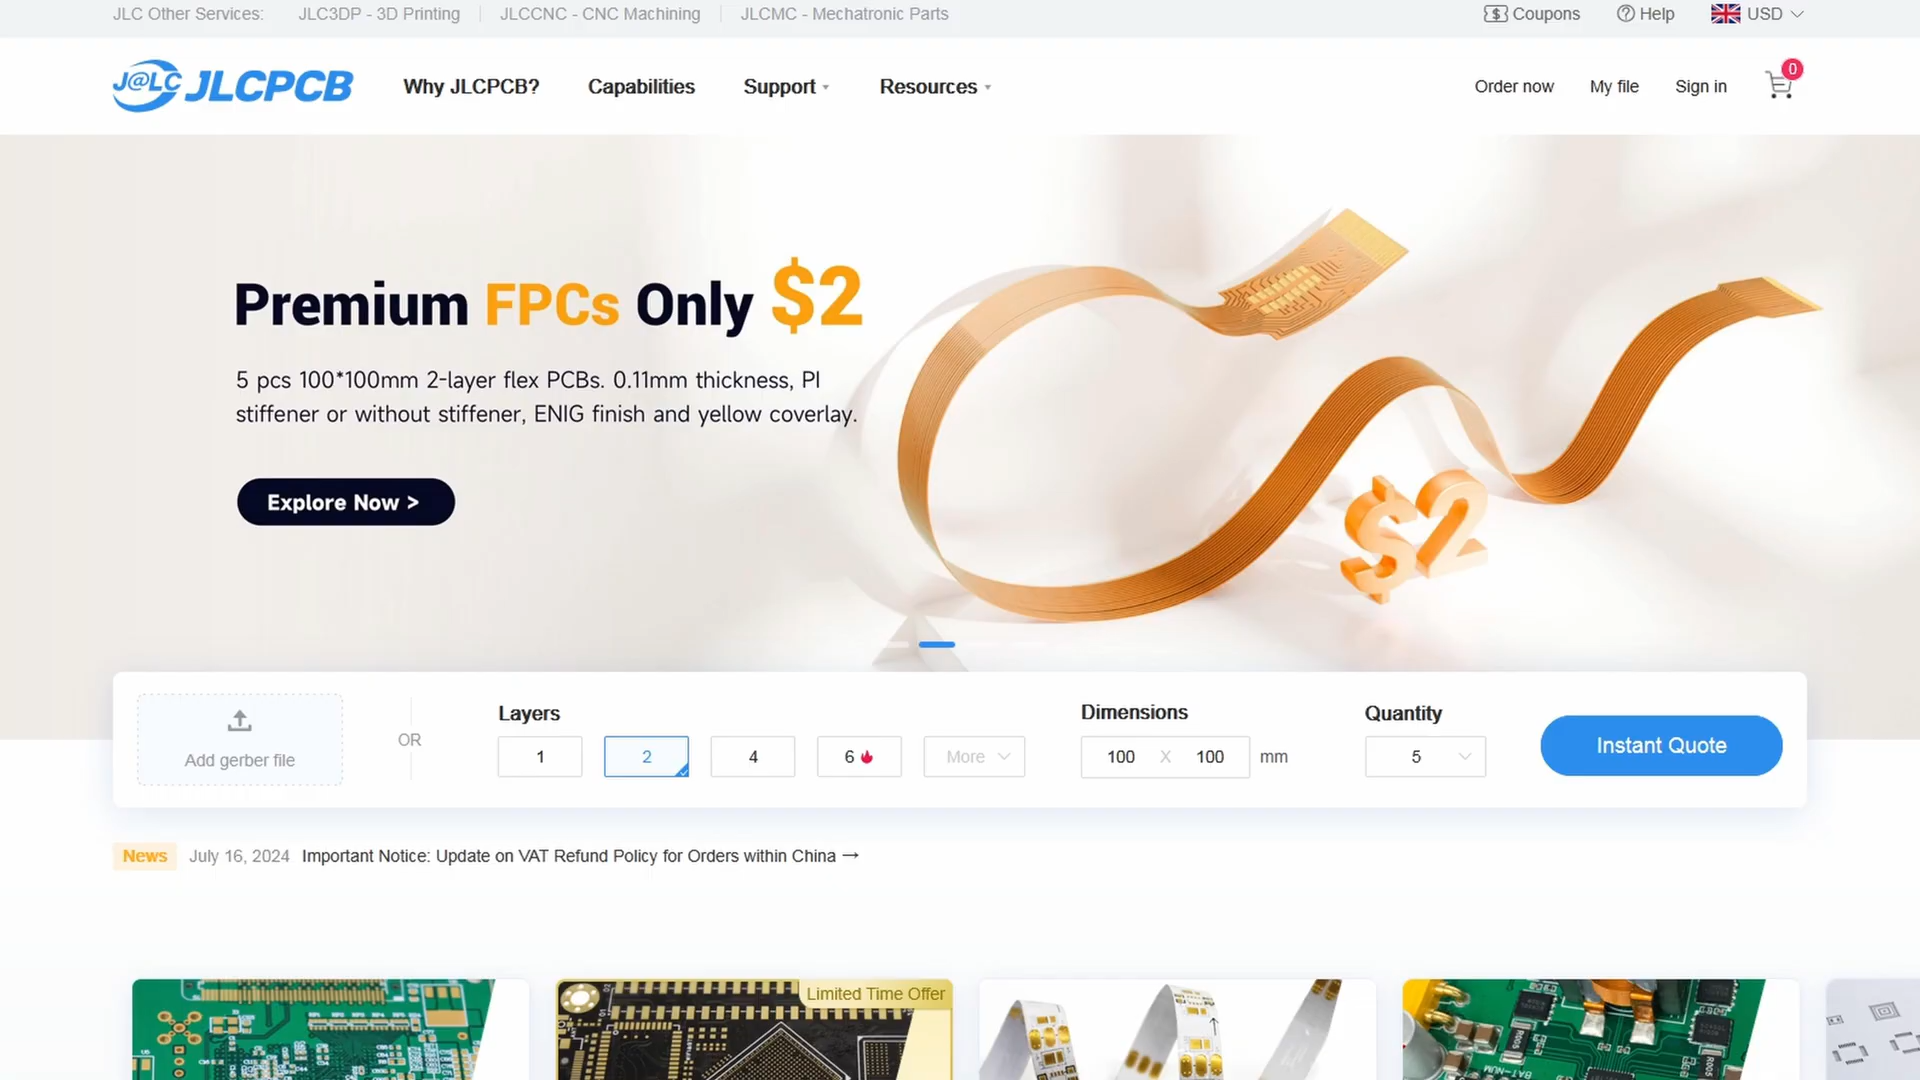 JLC Other Services: JLC3DP - 3D Printing JLCCNC - CNC Machining JLCMC - Mechatronic Parts Coupons Help USD
J@LC JLCPCB Why JLCPCB? Capabilities Support Resources Order now My file Sign in 0
Premium FPCs Only $2
5 pcs 100*100mm 2-layer flex PCBs. 0.11mm thickness, PI
stiffener or without stiffener, ENIG finish and yellow coverlay.
Explore Now >
$2
Layers Dimensions Quantity
Add gerber file OR 1 2 4 6 More 100 X 100 mm 5 Instant Quote
News July 16, 2024 Important Notice: Update on VAT Refund Policy for Orders within China →
Limited Time Offer